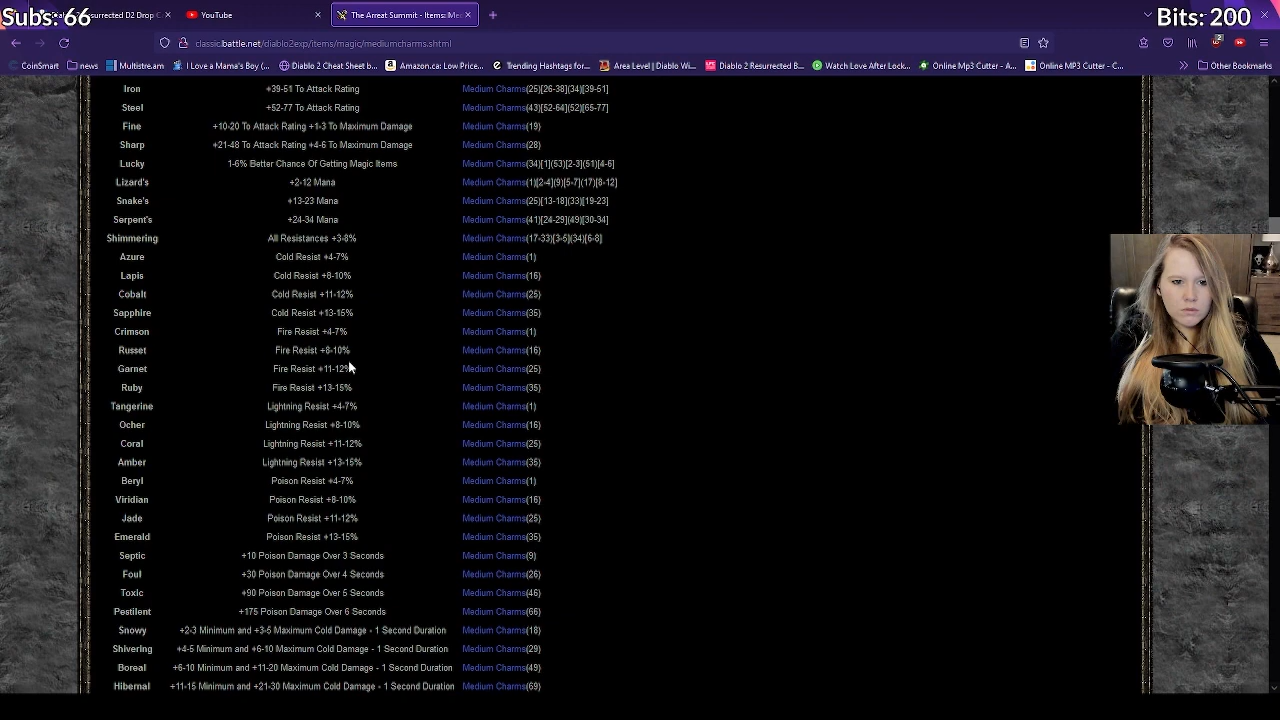 Subs: 66
urrected D2 Drop C
YouTube
The Arreat Summit - Items: Me
Bits: 200
classic.battle.net/diablo2exp/items/magic/mediumcharms.shtml
CoinSmart
news
Multistre.am
I Love a Mama's Boy (...
Diablo 2 Cheat Sheet b...
Amazon.ca: Low Price...
Trending Hashtags for...
Area Level | Diablo Wi...
Diablo 2 Resurrected B...
Watch Love After Lock...
Online MP3 Cutter - A...
Online MP3 Cutter - C...
Other Bookmarks
Iron +39-51 To Attack Rating Medium Charms(25)[26-38](34)[39-51]
Steel +52-77 To Attack Rating Medium Charms(43)[52-64](52)[65-77]
Fine +10-20 To Attack Rating +1-3 To Maximum Damage Medium Charms(19)
Sharp +21-48 To Attack Rating +4-6 To Maximum Damage Medium Charms(28)
Lucky 1-6% Better Chance Of Getting Magic Items Medium Charms(34)[1](53)[2-3](51)[4-6]
Lizard's +2-12 Mana Medium Charms(1)[2-4](9)[5-7](17)[8-12]
Snake's +13-23 Mana Medium Charms(25)[13-18](33)[19-23]
Serpent's +24-34 Mana Medium Charms(41)[24-29](49)[30-34]
Shimmering All Resistances +3-8% Medium Charms(17-33)[3-5](34)[6-8]
Azure Cold Resist +4-7% Medium Charms(1)
Lapis Cold Resist +8-10% Medium Charms(16)
Cobalt Cold Resist +11-12% Medium Charms(25)
Sapphire Cold Resist +13-15% Medium Charms(35)
Crimson Fire Resist +4-7% Medium Charms(1)
Russet Fire Resist +8-10% Medium Charms(16)
Garnet Fire Resist +11-12% Medium Charms(25)
Ruby Fire Resist +13-15% Medium Charms(35)
Tangerine Lightning Resist +4-7% Medium Charms(1)
Ocher Lightning Resist +8-10% Medium Charms(16)
Coral Lightning Resist +11-12% Medium Charms(25)
Amber Lightning Resist +13-15% Medium Charms(35)
Beryl Poison Resist +4-7% Medium Charms(1)
Viridian Poison Resist +8-10% Medium Charms(16)
Jade Poison Resist +11-12% Medium Charms(25)
Emerald Poison Resist +13-15% Medium Charms(35)
Septic +10 Poison Damage Over 3 Seconds Medium Charms(9)
Foul +30 Poison Damage Over 4 Seconds Medium Charms(26)
Toxic +90 Poison Damage Over 5 Seconds Medium Charms(46)
Pestilent +175 Poison Damage Over 6 Seconds Medium Charms(66)
Snowy +2-3 Minimum and +3-5 Maximum Cold Damage - 1 Second Duration Medium Charms(18)
Shivering +4-5 Minimum and +6-10 Maximum Cold Damage - 1 Second Duration Medium Charms(29)
Boreal +6-10 Minimum and +11-20 Maximum Cold Damage - 1 Second Duration Medium Charms(49)
Hibernal +11-15 Minimum and +21-30 Maximum Cold Damage - 1 Second Duration Medium Charms(69)